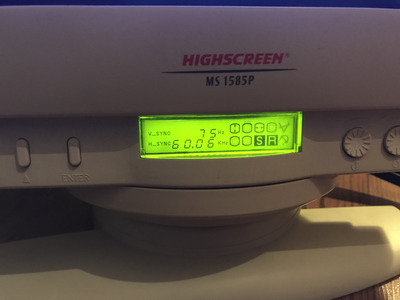 HIGHSCREEN®
MS 1585P
V_SYNC 75 Hz
H_SYNC 60.06 KHz
S R
ENTER